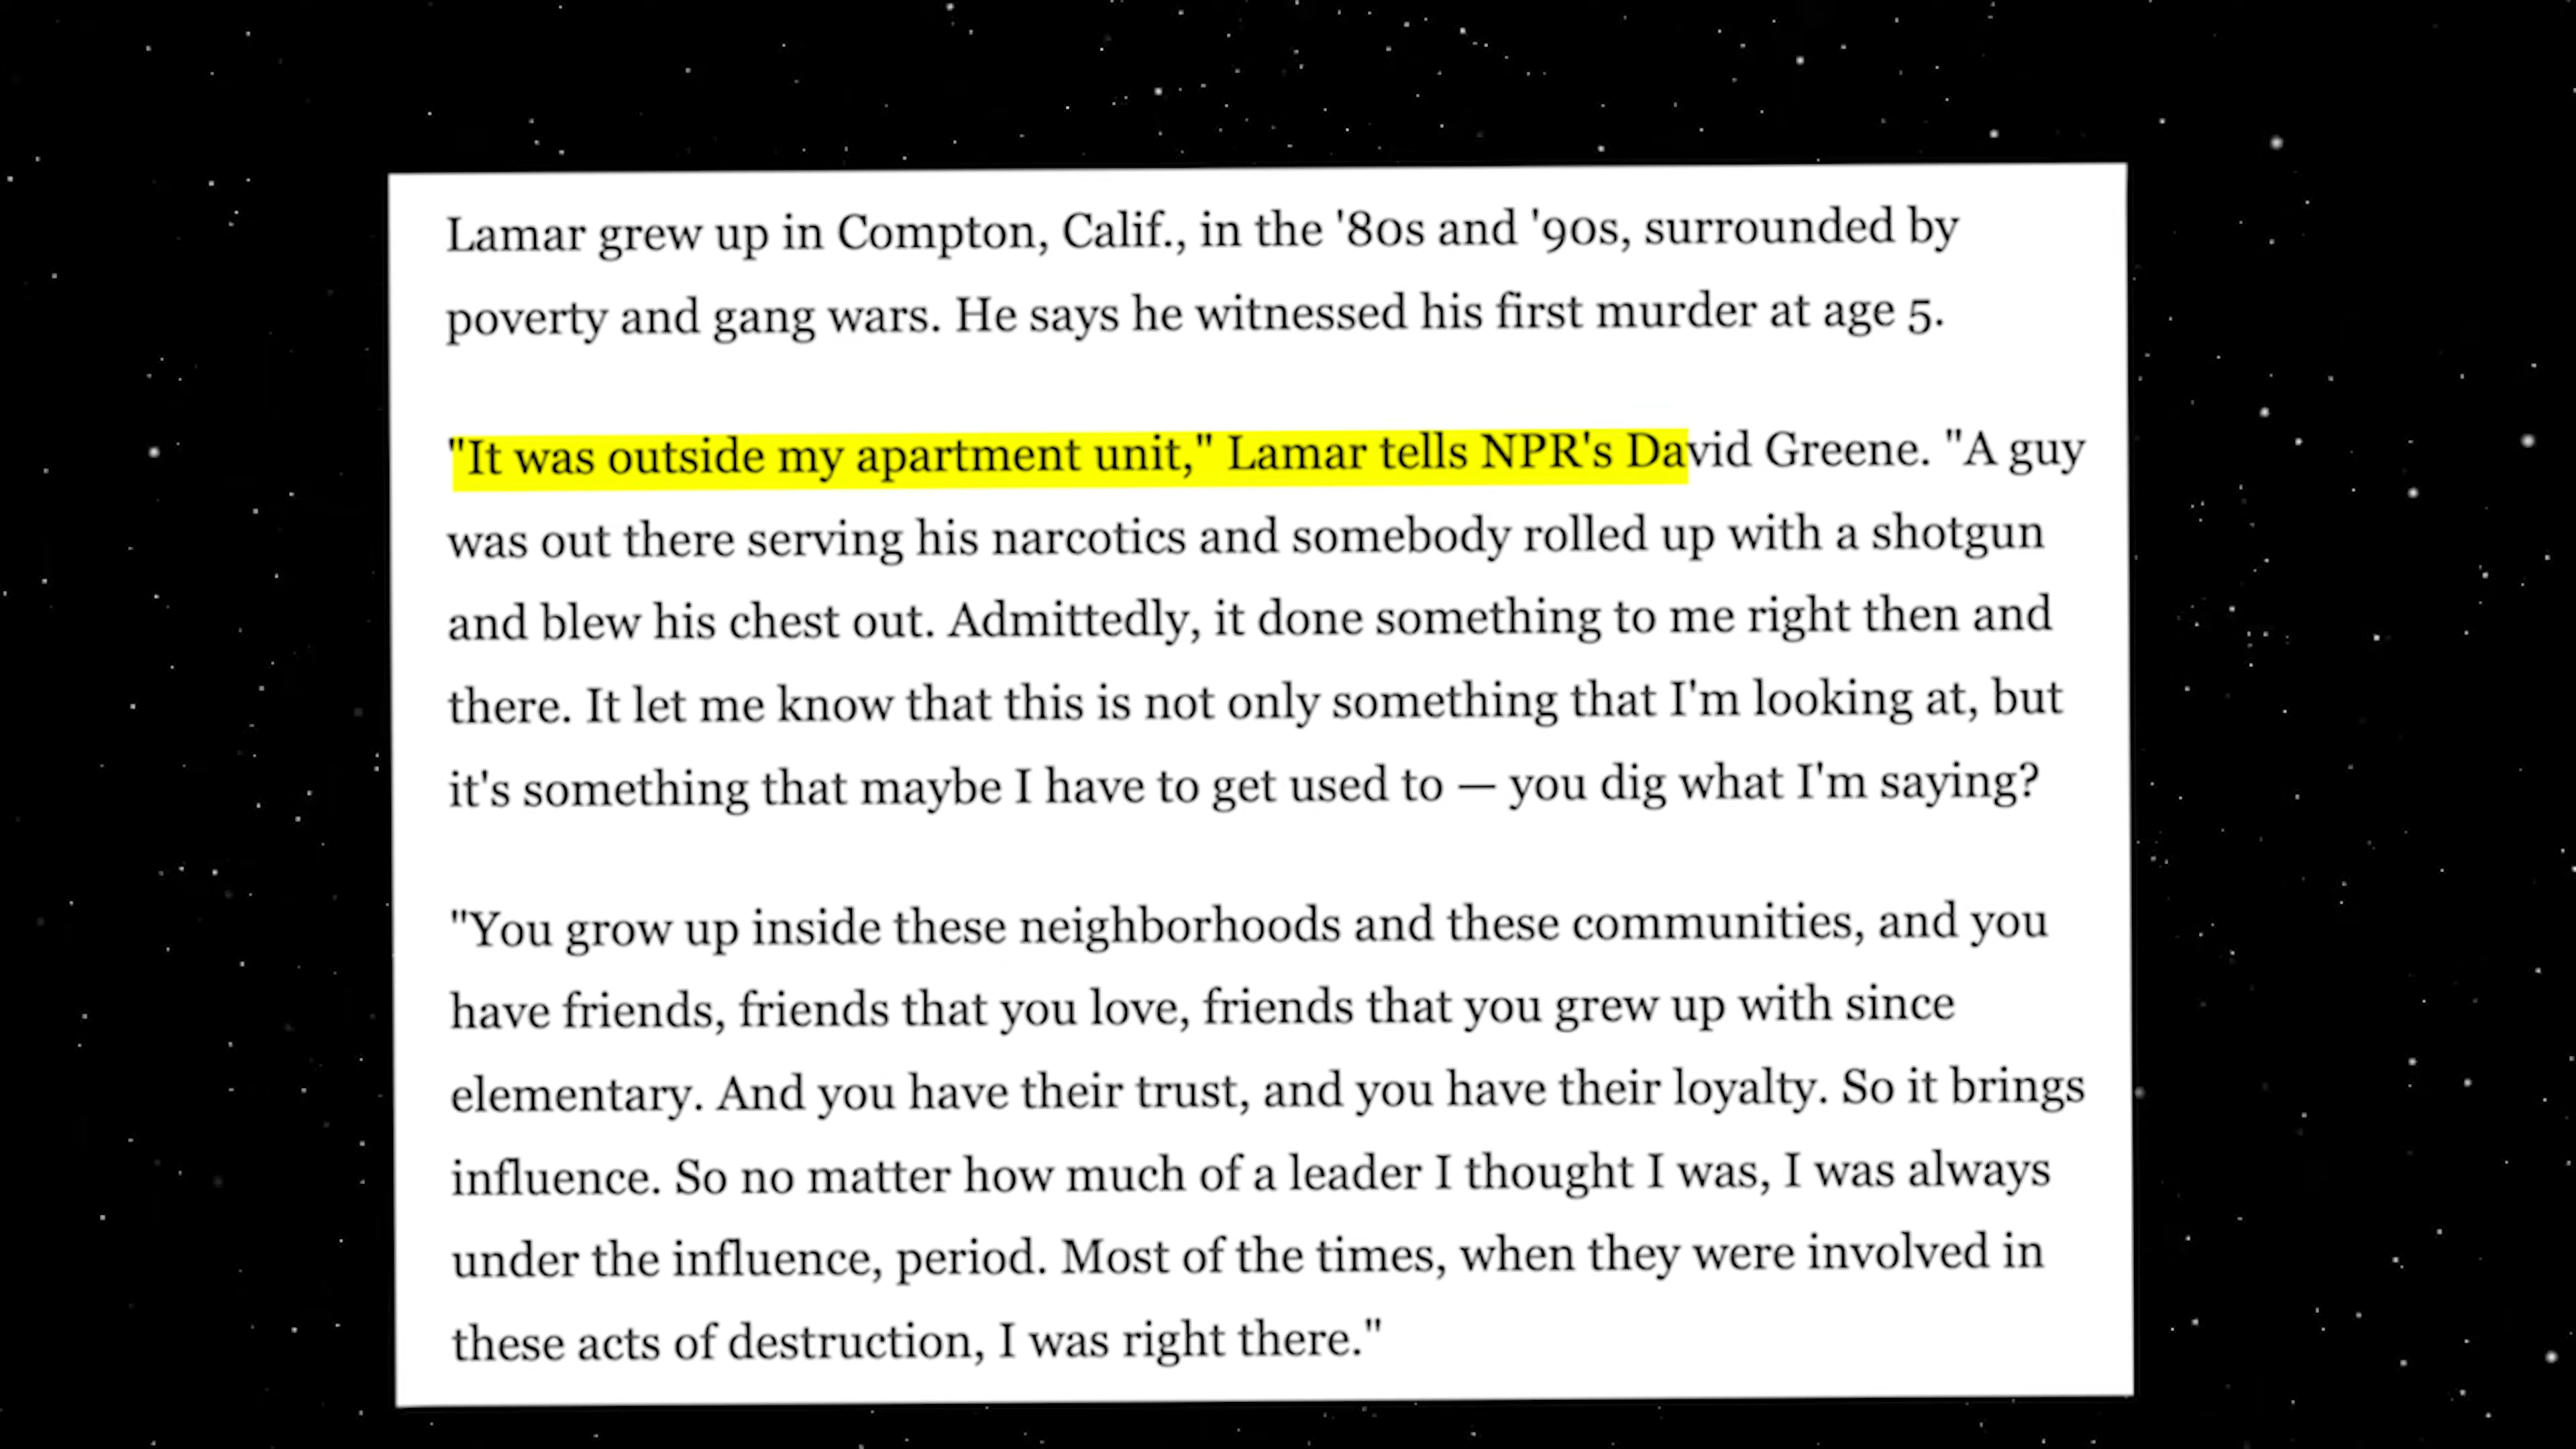 Lamar grew up in Compton, Calif., in the '80s and '90s, surrounded by
poverty and gang wars. He says he witnessed his first murder at age 5.
"It was outside my apartment unit," Lamar tells NPR's David Greene. "A guy
was out there serving his narcotics and somebody rolled up with a shotgun
and blew his chest out. Admittedly, it done something to me right then and
there. It let me know that this is not only something that I'm looking at, but
it's something that maybe I have to get used to — you dig what I'm saying?
"You grow up inside these neighborhoods and these communities, and you
have friends, friends that you love, friends that you grew up with since
elementary. And you have their trust, and you have their loyalty. So it brings
influence. So no matter how much of a leader I thought I was, I was always
under the influence, period. Most of the times, when they were involved in
these acts of destruction, I was right there."